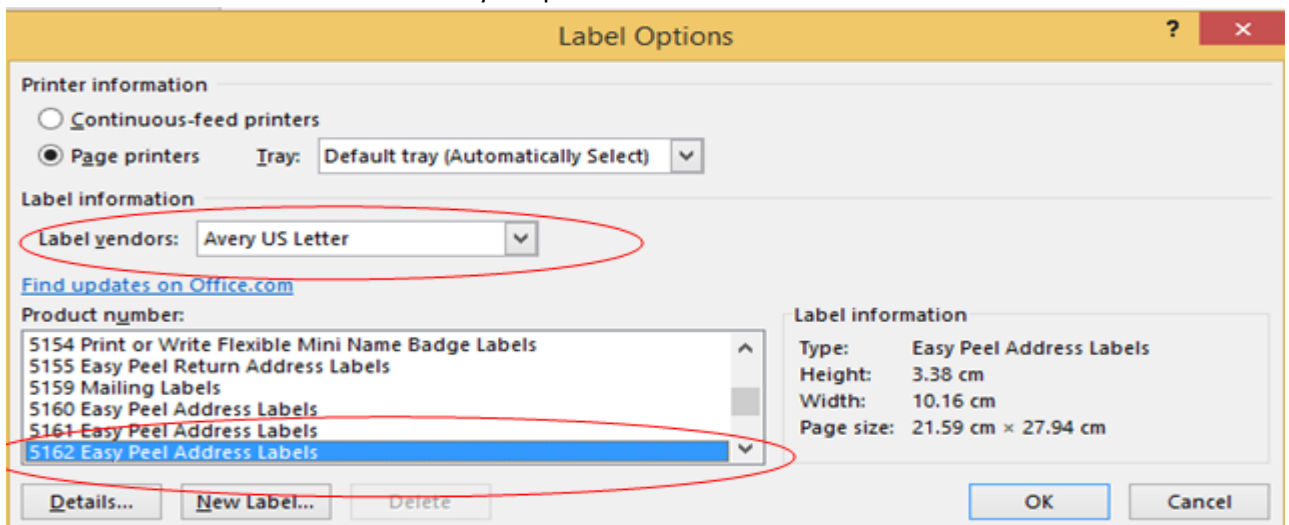 Label Options
?
Printer information
Continuous-feed printers
Page printers Tray: Default tray (Automatically Select)
Label information
Label vendors: Avery US Letter
Find updates on Office.com
Product number:
5154 Print or Write Flexible Mini Name Badge Labels
5155 Easy Peel Return Address Labels
5159 Mailing Labels
5160 Easy Peel Address Labels
5161 Easy Peel Address Labels
5162 Easy Peel Address Labels
Label information
Type: Easy Peel Address Labels
Height: 3.38 cm
Width: 10.16 cm
Page size: 21.59 cm × 27.94 cm
Details... New Label... Delete OK Cancel